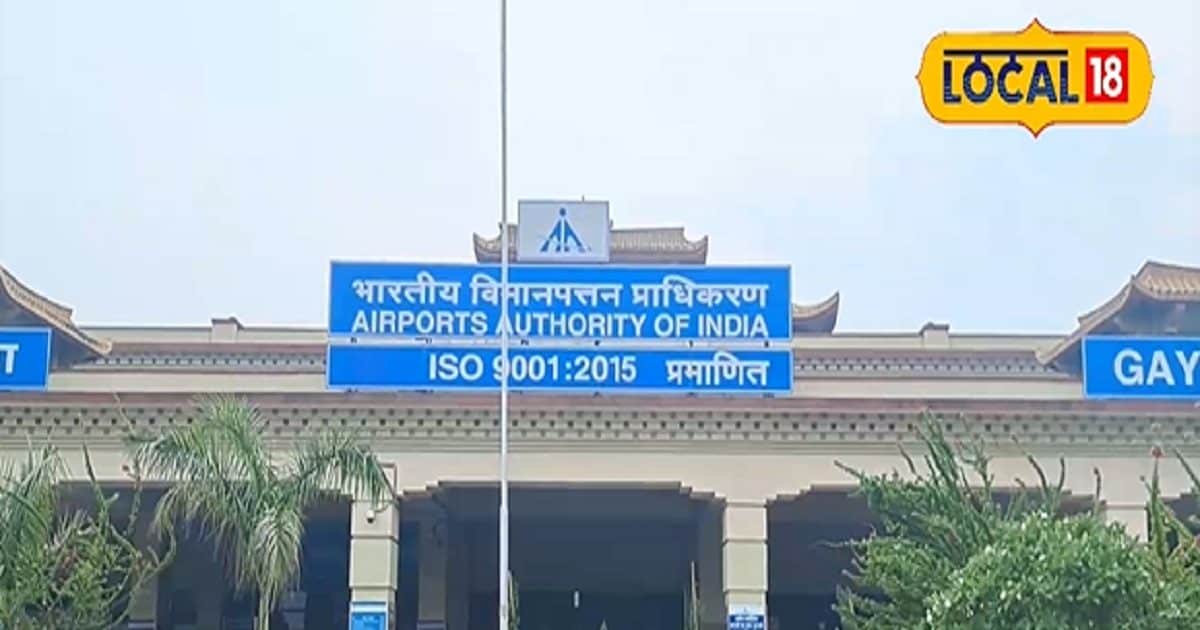 LOCAL 18
भारतीय विमानपत्तन प्राधिकरण
AIRPORTS AUTHORITY OF INDIA
ISO 9001:2015 प्रमाणित
T
GAY